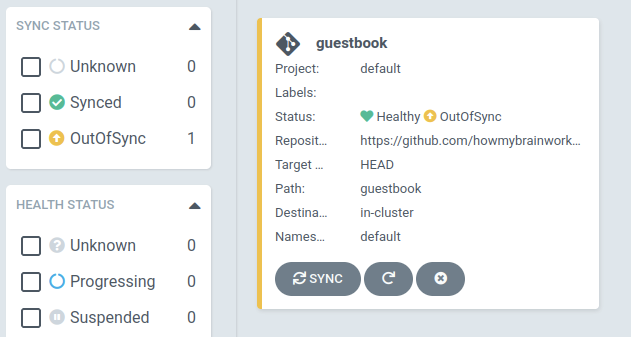 SYNC STATUS
Unknown 0
Synced 0
OutOfSync 1
HEALTH STATUS
Unknown 0
Progressing 0
Suspended 0
guestbook
Project: default
Labels:
Status: Healthy OutOfSync
Reposit... https://github.com/howmybrainwork...
Target ... HEAD
Path: guestbook
Destina... in-cluster
Names... default
SYNC